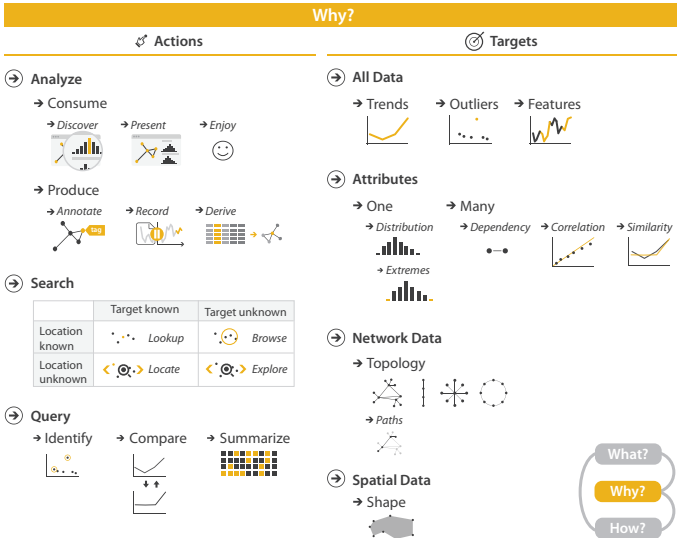 Why?
Actions
Analyze
→ Consume
→ Discover → Present → Enjoy
→ Produce
→ Annotate → Record → Derive
tag
Search
Target known Target unknown
Location known Lookup Browse
Location unknown Locate Explore
Query
→ Identify → Compare → Summarize
Targets
All Data
→ Trends → Outliers → Features
Attributes
→ One → Many
→ Distribution → Dependency → Correlation → Similarity
→ Extremes
Network Data
→ Topology
→ Paths
Spatial Data
→ Shape
What?
Why?
How?